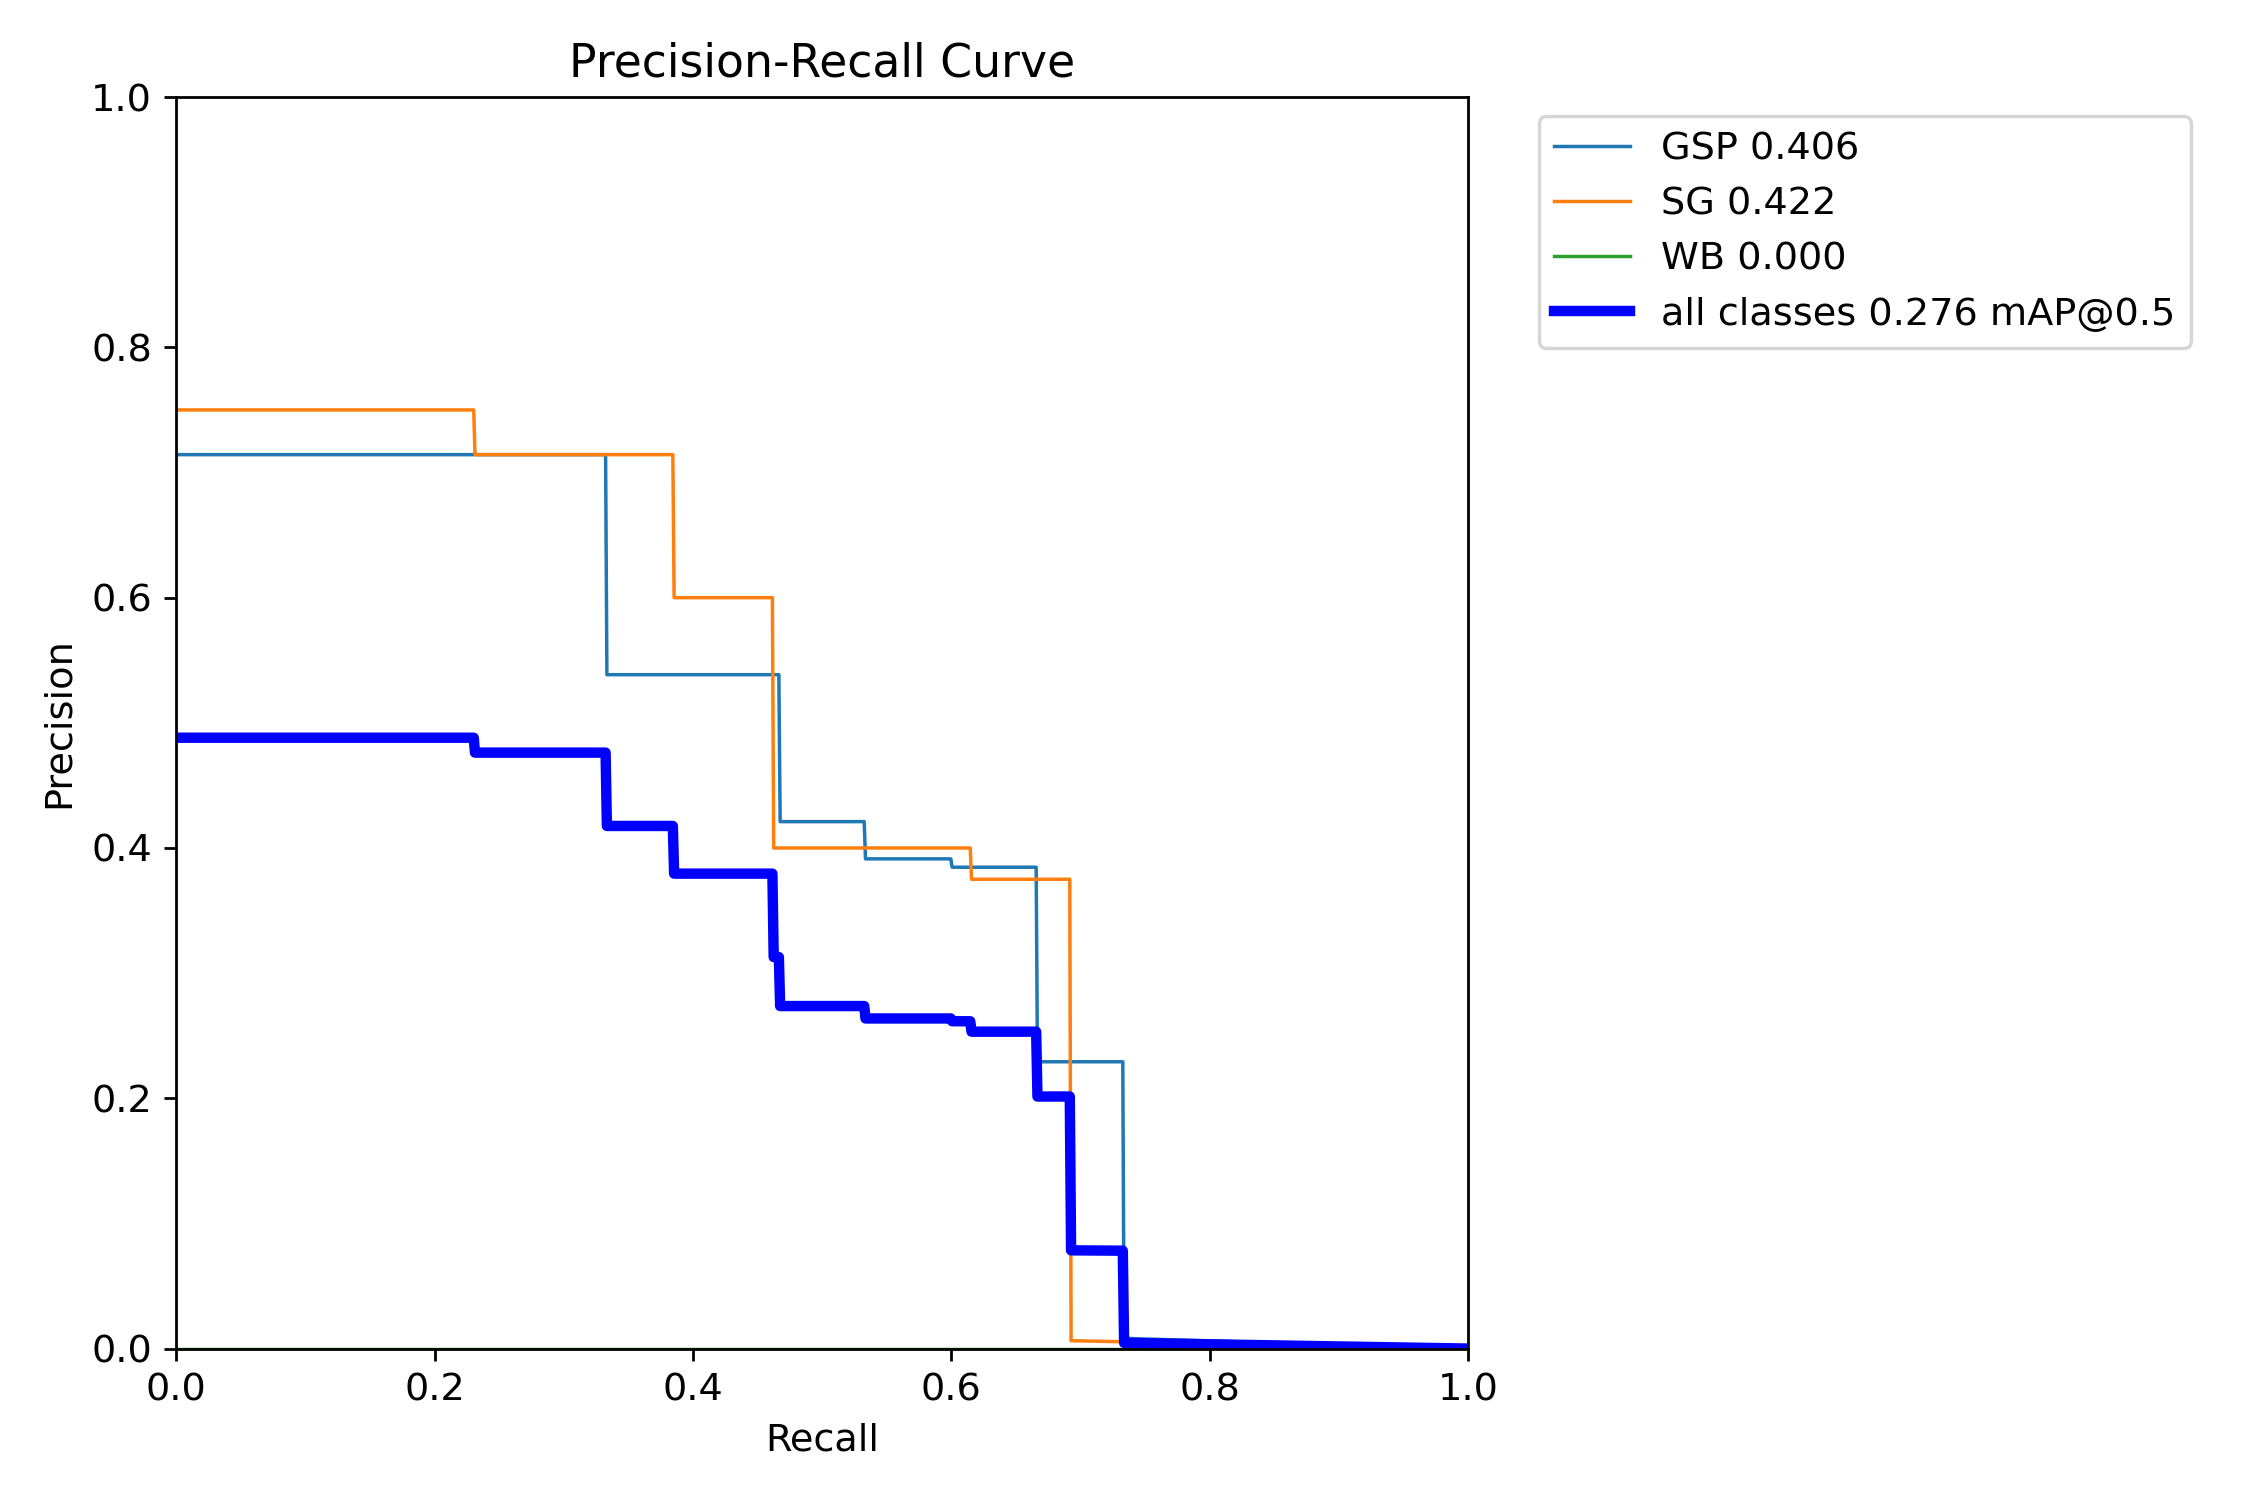 Precision-Recall Curve
1.0
0.8
0.6
0.4
0.2
0.0
Precision
0.0 0.2 0.4 0.6 0.8 1.0
Recall
GSP 0.406
SG 0.422
WB 0.000
all classes 0.276 mAP@0.5